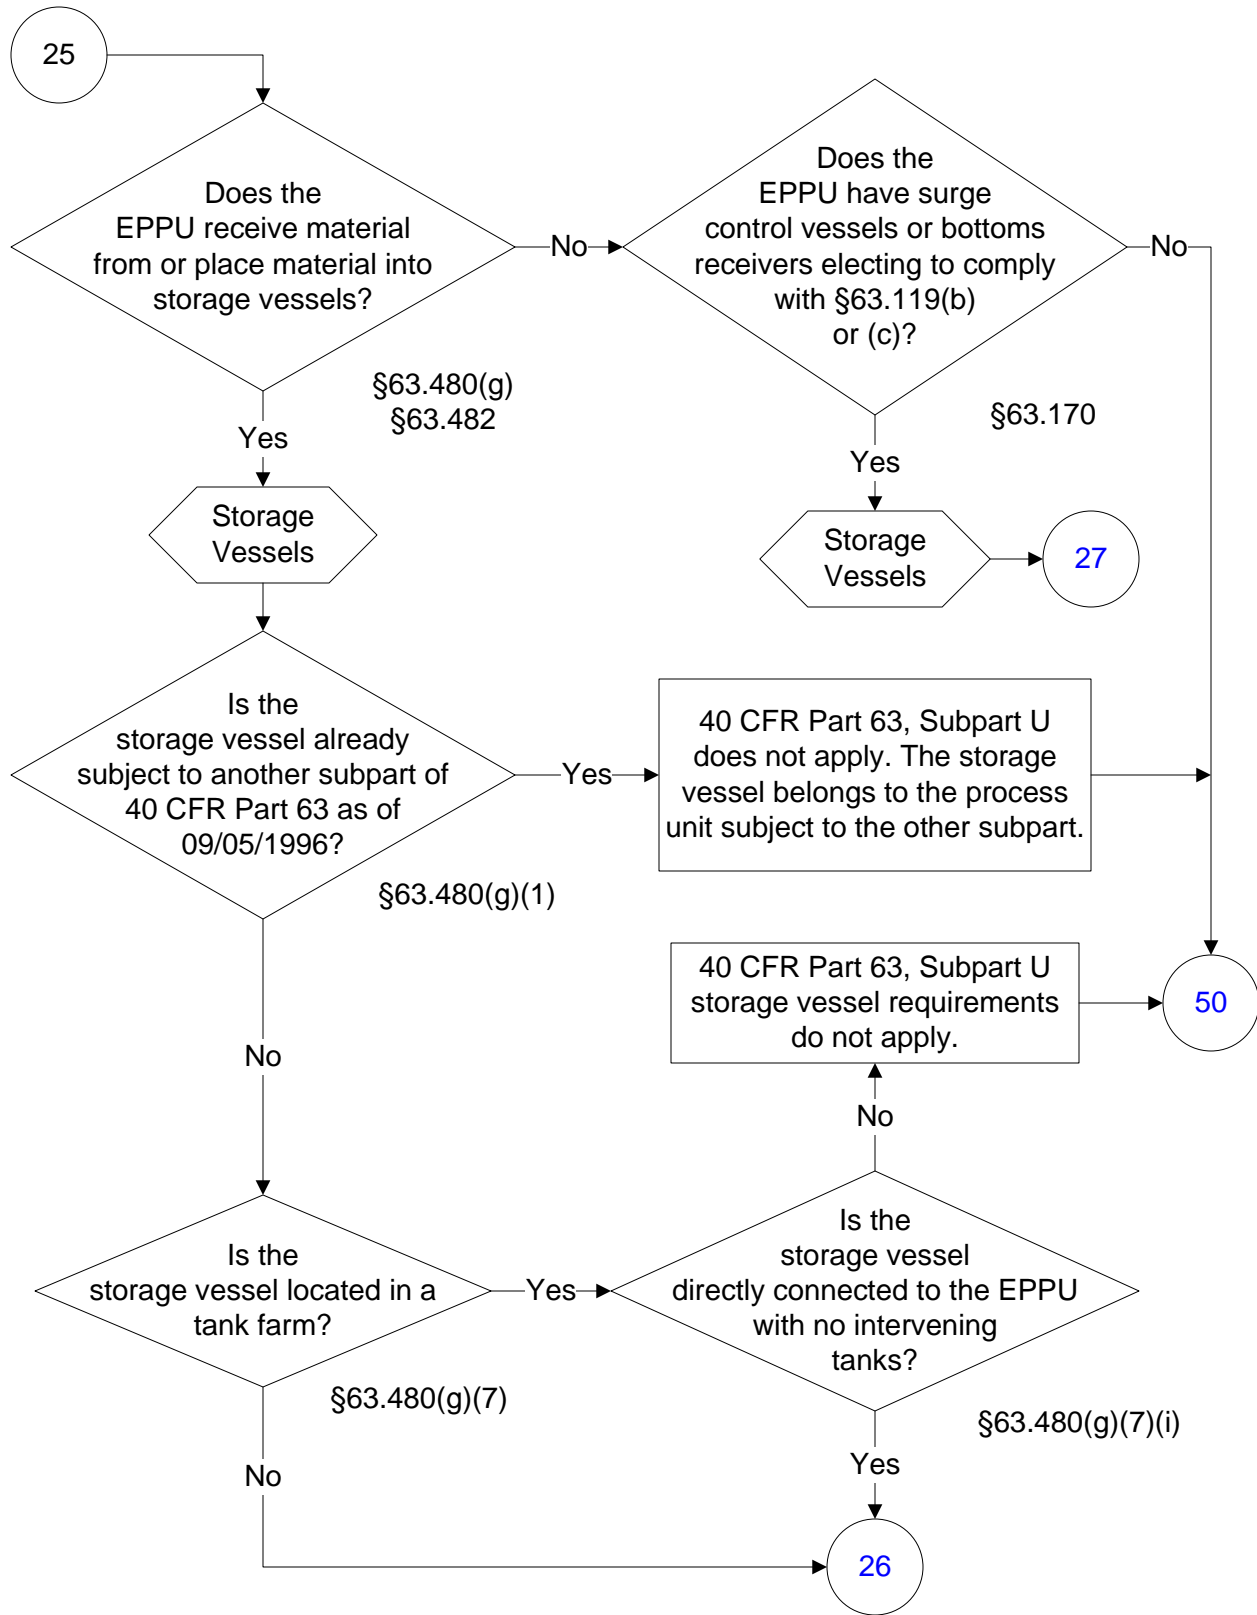 25
Does the
EPPU receive material
from or place material into
storage vessels?
No
Does the
EPPU have surge
control vessels or bottoms
receivers electing to comply
with §63.119(b)
or (c)?
No
§63.480(g)
§63.482
Yes
§63.170
Yes
Storage
Vessels
Storage
Vessels
27
Is the
storage vessel already
subject to another subpart of
40 CFR Part 63 as of
09/05/1996?
Yes
40 CFR Part 63, Subpart U
does not apply. The storage
vessel belongs to the process
unit subject to the other subpart.
§63.480(g)(1)
No
40 CFR Part 63, Subpart U
storage vessel requirements
do not apply.
50
No
Is the
storage vessel located in a
tank farm?
Yes
Is the
storage vessel
directly connected to the EPPU
with no intervening
tanks?
§63.480(g)(7)
§63.480(g)(7)(i)
No
Yes
26